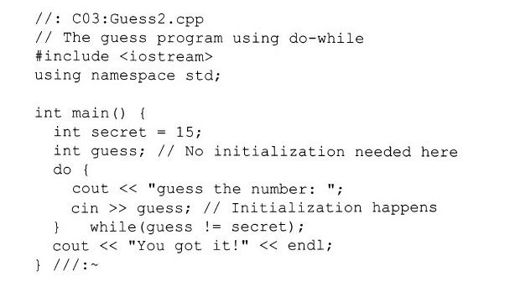 //: C03:Guess2.cpp
// The guess program using do-while
#include <iostream>
using namespace std;

int main() {
  int secret = 15;
  int guess; // No initialization needed here
  do {
    cout << "guess the number: ";
    cin >> guess; // Initialization happens
  }   while(guess != secret);
  cout << "You got it!" << endl;
} ///:~